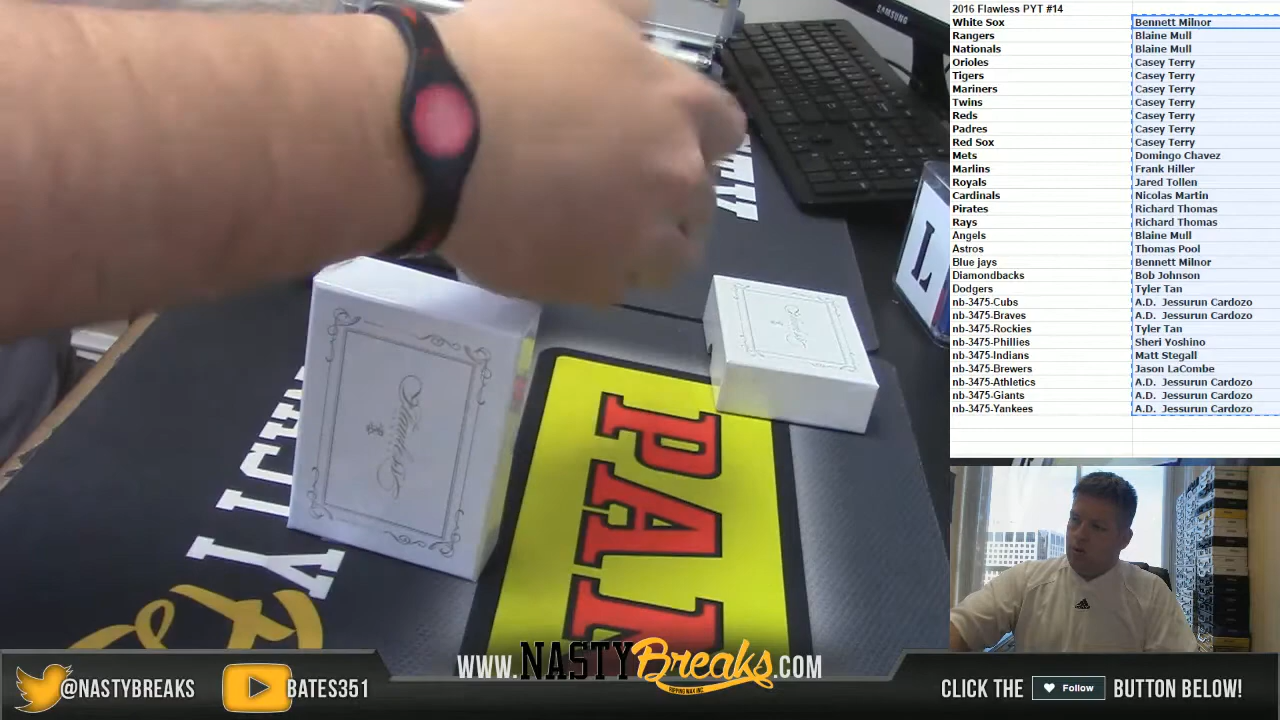 2016 Flawless PYT #14
White Sox Bennett Milnor
Rangers Blaine Mull
Nationals Blaine Mull
Orioles Casey Terry
Tigers Casey Terry
Mariners Casey Terry
Twins Casey Terry
Reds Casey Terry
Padres Casey Terry
Red Sox Casey Terry
Mets Domingo Chavez
Marlins Frank Hiller
Royals Jared Tollen
Cardinals Nicolas Martin
Pirates Richard Thomas
Rays Richard Thomas
Angels Blaine Mull
Astros Thomas Pool
Blue jays Bennett Milnor
Diamondbacks Bob Johnson
Dodgers Tyler Tan
nb-3475-Cubs A.D. Jessurun Cardozo
nb-3475-Braves A.D. Jessurun Cardozo
nb-3475-Rockies Tyler Tan
nb-3475-Phillies Sheri Yoshino
nb-3475-Indians Matt Stegall
nb-3475-Brewers Jason LaCombe
nb-3475-Athletics A.D. Jessurun Cardozo
nb-3475-Giants A.D. Jessurun Cardozo
nb-3475-Yankees A.D. Jessurun Cardozo
SAMSUNG
L
Flawless
PAN
WWW.NASTYBreaks.COM
RIPPING WAX INC.
@NASTYBREAKS
BATES351
CLICK THE Follow BUTTON BELOW!